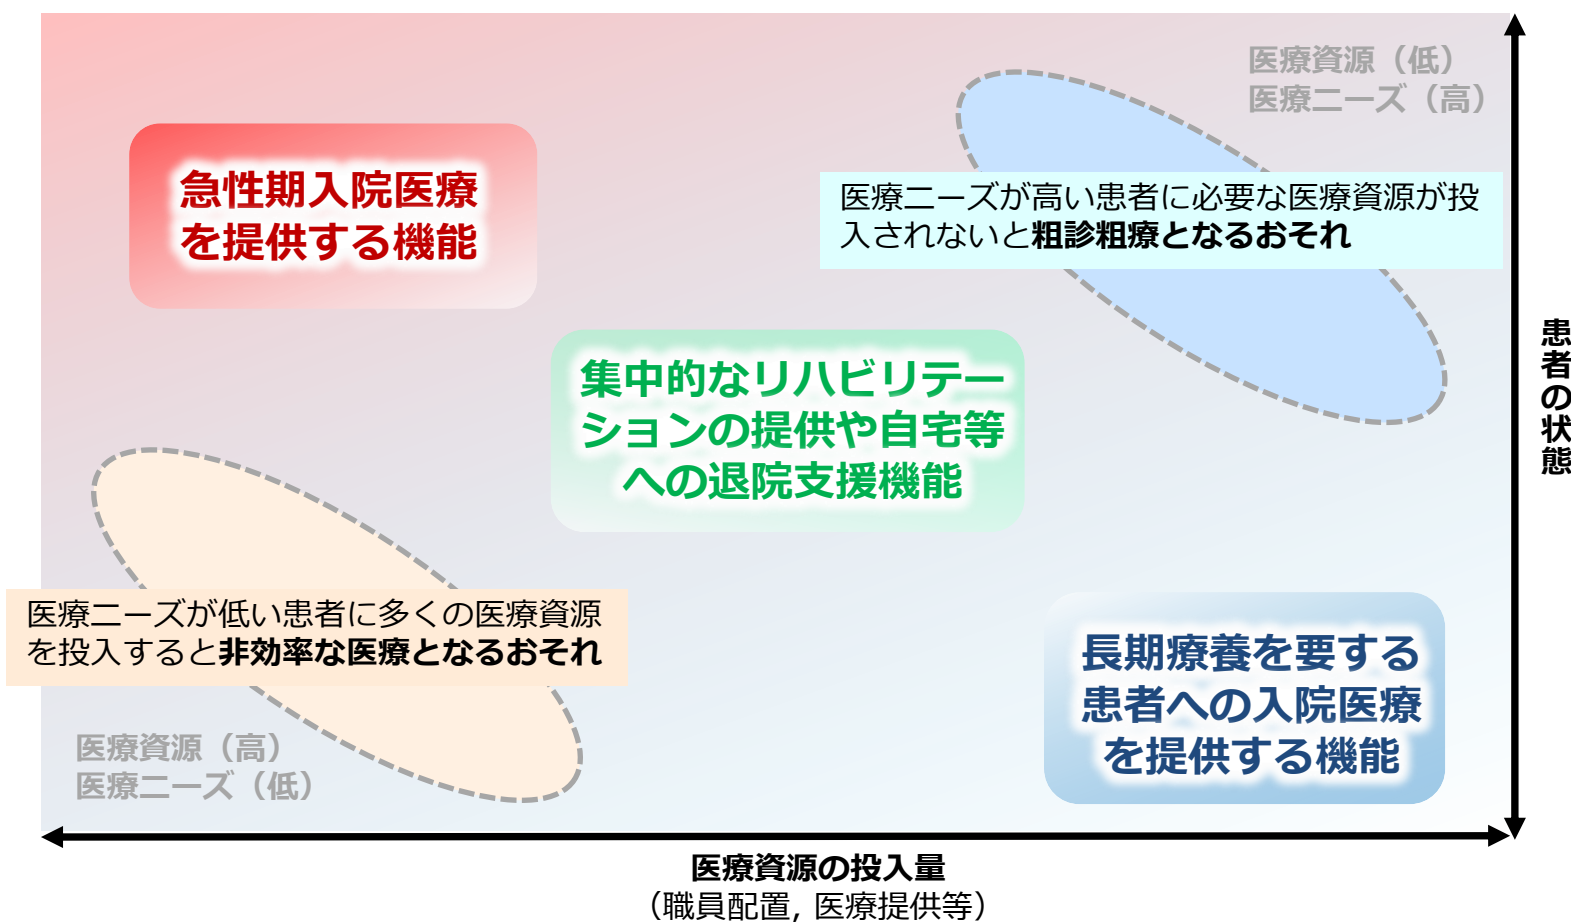 医療資源（低）
医療ニーズ（高）
急性期入院医療
を提供する機能
医療ニーズが高い患者に必要な医療資源が投
入されないと粗診粗療となるおそれ
集中的なリハビリテー
ションの提供や自宅等
への退院支援機能
患者の状態
医療ニーズが低い患者に多くの医療資源
を投入すると非効率な医療となるおそれ
長期療養を要する
患者への入院医療
を提供する機能
医療資源（高）
医療ニーズ（低）
医療資源の投入量
（職員配置, 医療提供等）